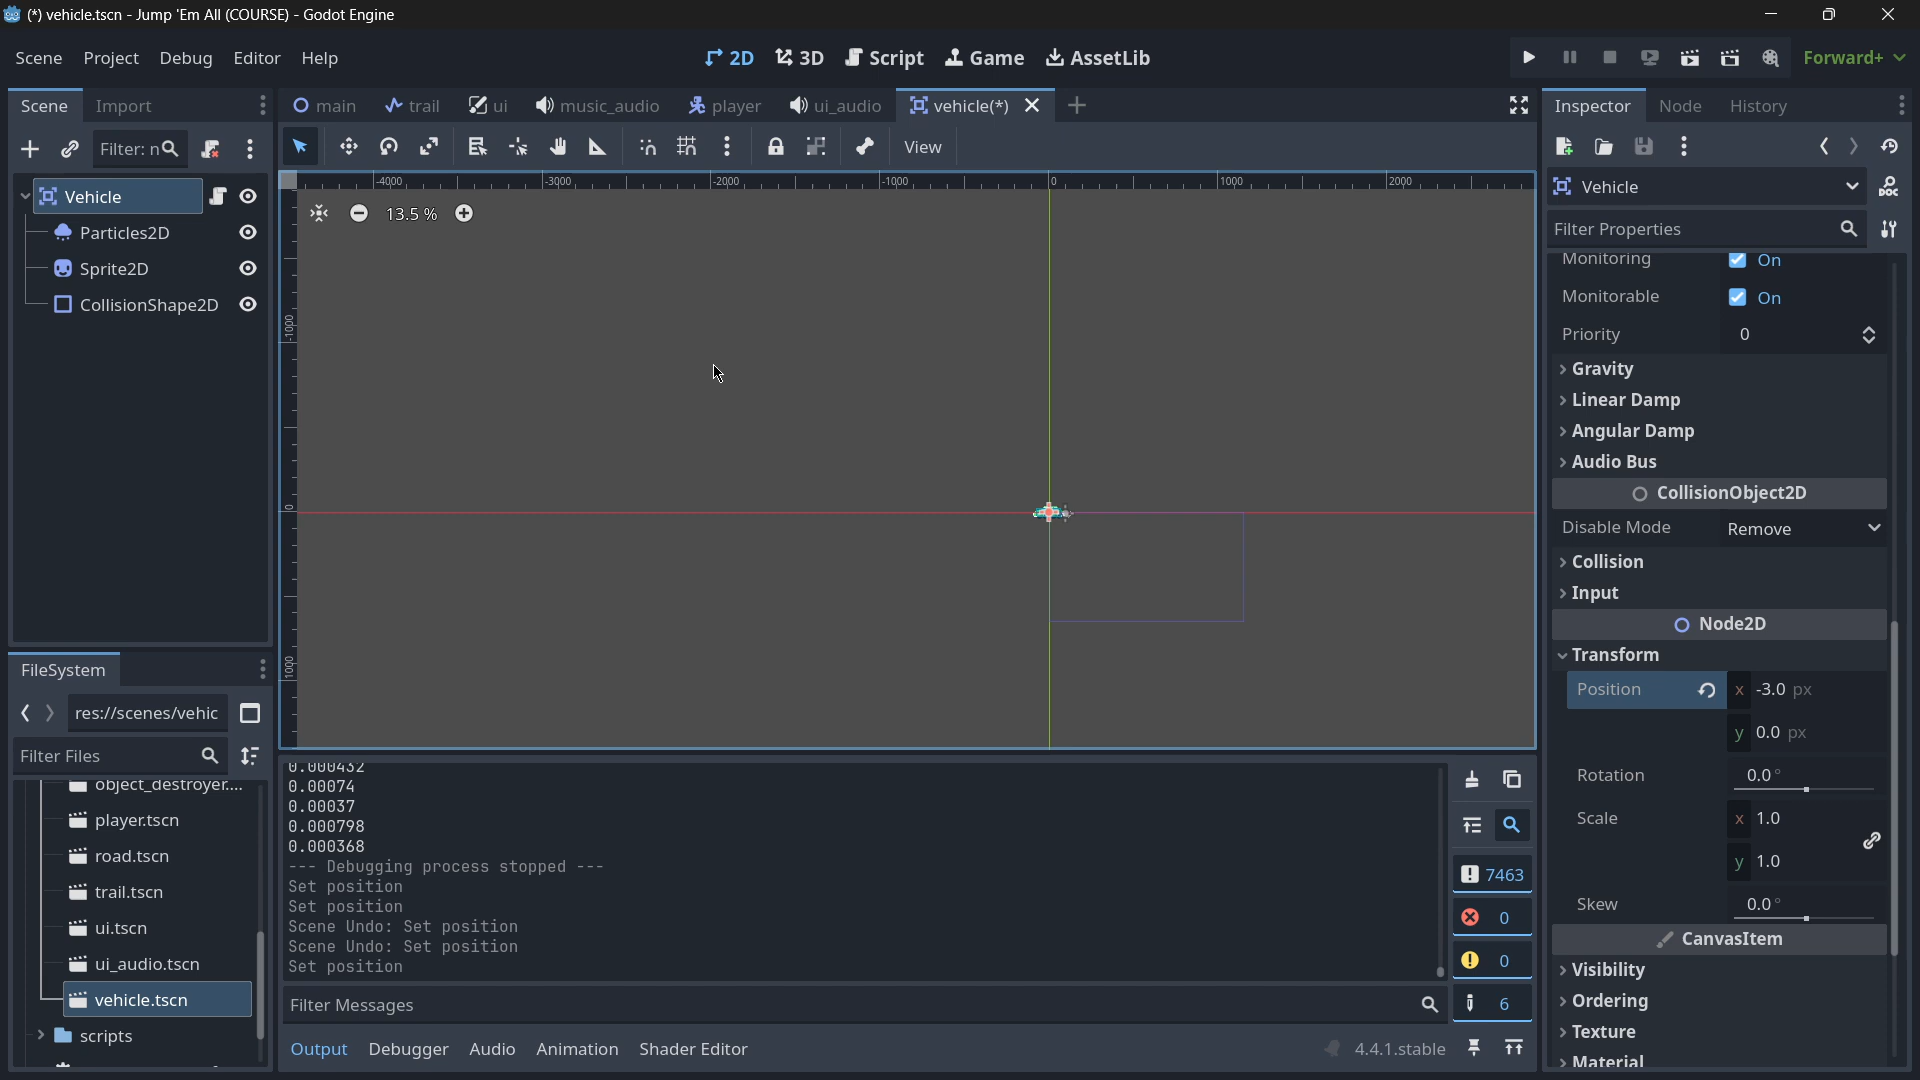 (*) vehicle.tscn - Jump 'Em All (COURSE) - Godot Engine
Scene Project Debug Editor Help
2D 3D Script Game AssetLib
Forward+
Scene Import
main trail ui music_audio player ui_audio vehicle(*)
Inspector Node History
Filter: n
View
Vehicle
Particles2D
Sprite2D
CollisionShape2D
-4000 -3000 -2000 -1000 0 1000 2000
13.5 %
-1000
0
1000
Vehicle
Filter Properties
Monitoring On
Monitorable On
Priority 0
Gravity
Linear Damp
Angular Damp
Audio Bus
CollisionObject2D
Disable Mode Remove
Collision
Input
Node2D
Transform
Position x -3.0 px
y 0.0 px
Rotation 0.0 °
Scale x 1.0
y 1.0
Skew 0.0 °
CanvasItem
Visibility
Ordering
Texture
Material
FileSystem
res://scenes/vehic
Filter Files
object_destroyer....
player.tscn
road.tscn
trail.tscn
ui.tscn
ui_audio.tscn
vehicle.tscn
scripts
0.000432
0.00074
0.00037
0.000798
0.000368
--- Debugging process stopped ---
Set position
Set position
Scene Undo: Set position
Scene Undo: Set position
Set position
7463
0
0
6
Filter Messages
Output Debugger Audio Animation Shader Editor
4.4.1.stable